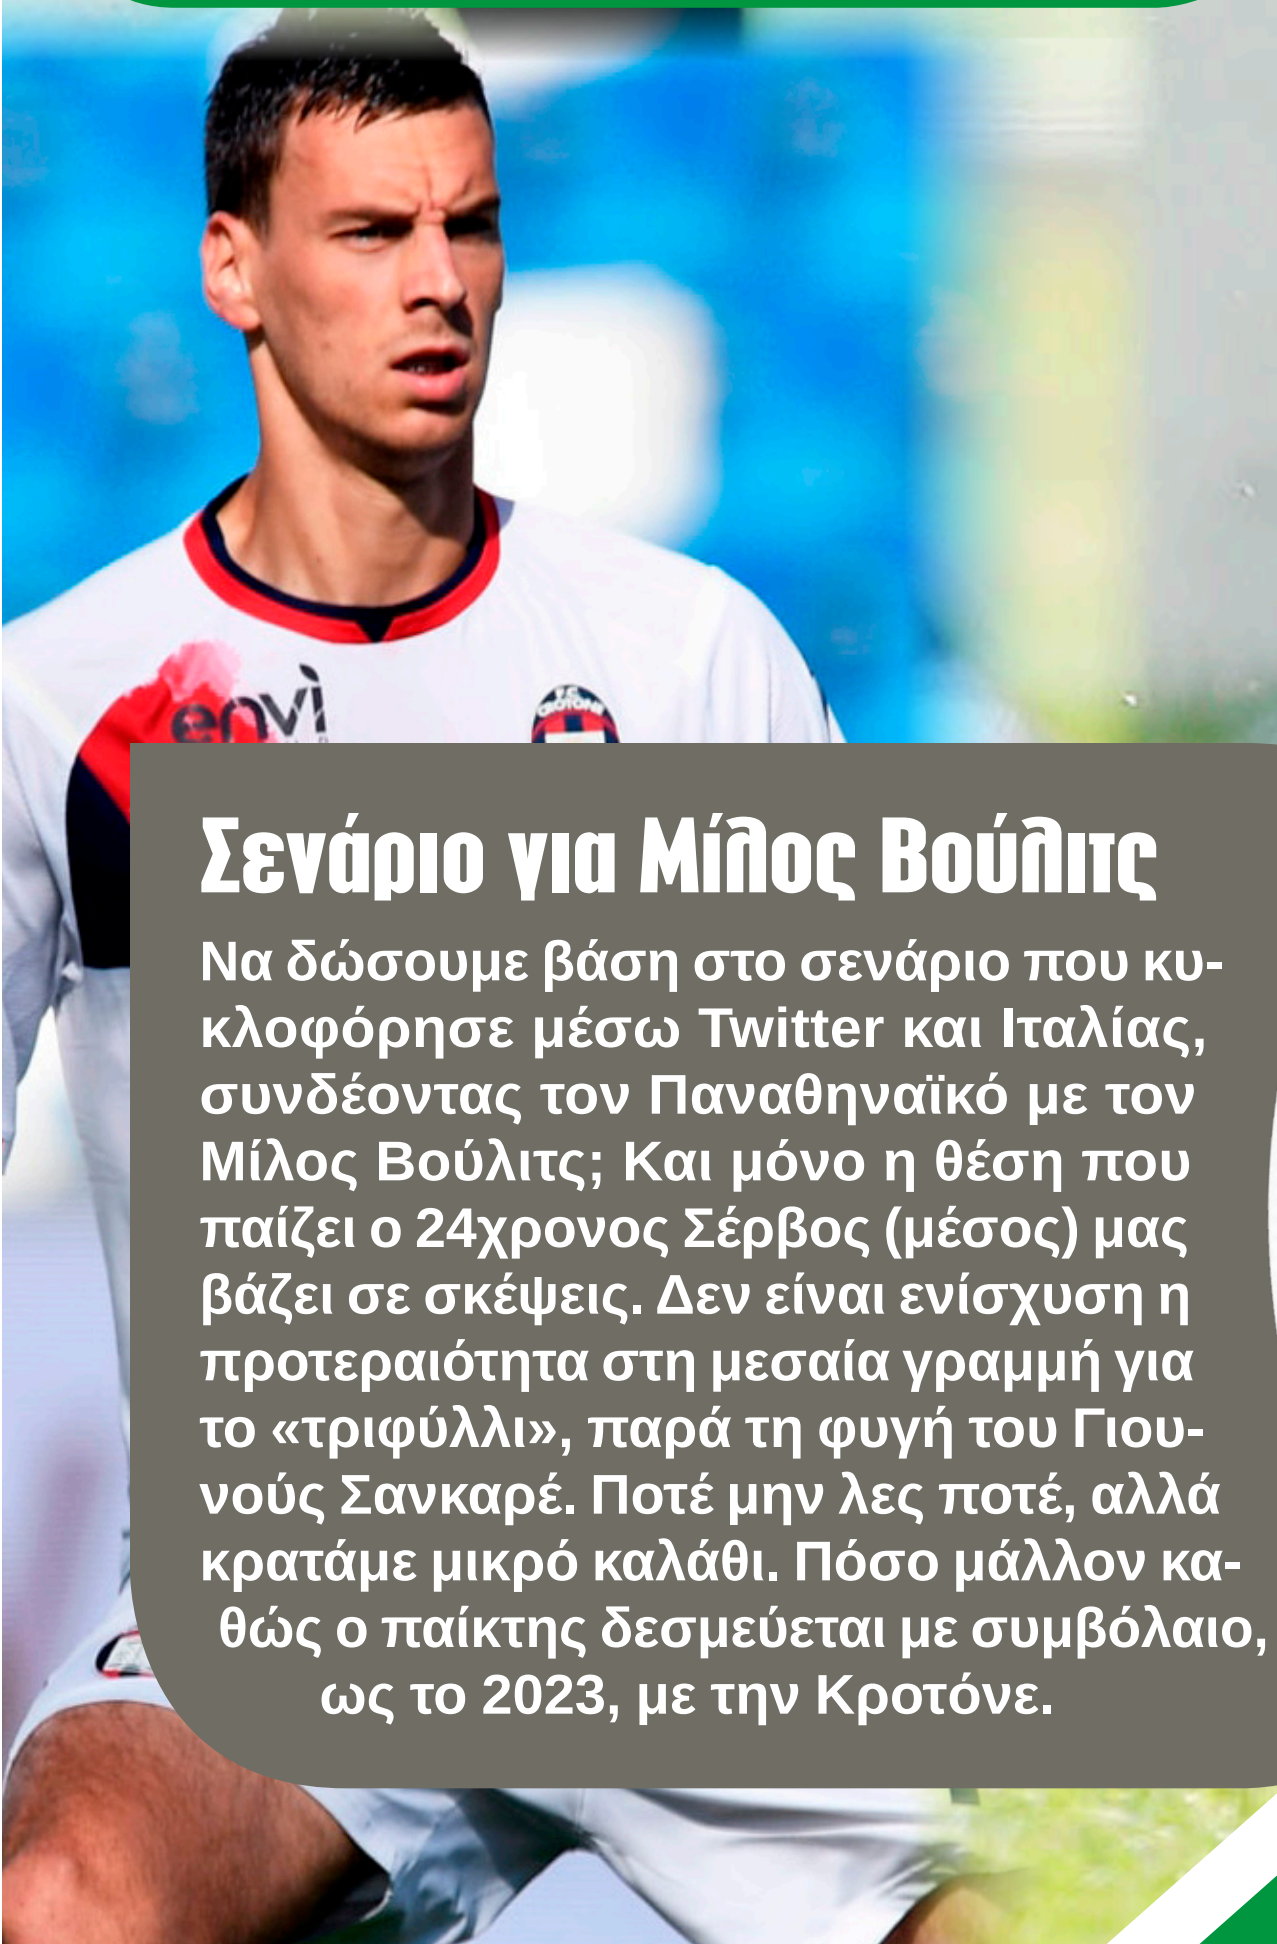 envì
F.C.
CROTONE
Σενάριο για Μίλος Βούλιτς
Να δώσουμε βάση στο σενάριο που κυ-
κλοφόρησε μέσω Twitter και Ιταλίας,
συνδέοντας τον Παναθηναϊκό με τον
Μίλος Βούλιτς; Και μόνο η θέση που
παίζει ο 24χρονος Σέρβος (μέσος) μας
βάζει σε σκέψεις. Δεν είναι ενίσχυση η
προτεραιότητα στη μεσαία γραμμή για
το «τριφύλλι», παρά τη φυγή του Γιου-
νούς Σανκαρέ. Ποτέ μην λες ποτέ, αλλά
κρατάμε μικρό καλάθι. Πόσο μάλλον κα-
θώς ο παίκτης δεσμεύεται με συμβόλαιο,
ως το 2023, με την Κροτόνε.